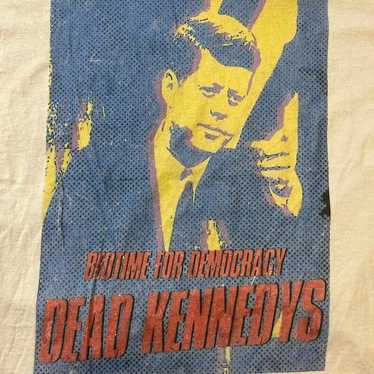 BEDTIME FOR DEMOCRACY
DEAD KENNEDYS